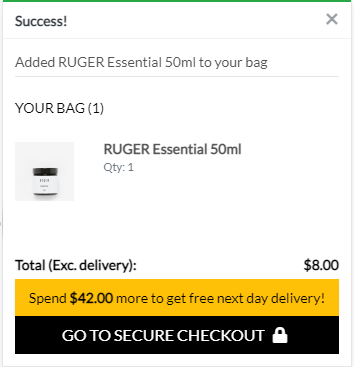 Success!
Added RUGER Essential 50ml to your bag
YOUR BAG (1)
RUGER Essential 50ml
Qty: 1
Total (Exc. delivery): $8.00
Spend $42.00 more to get free next day delivery!
GO TO SECURE CHECKOUT